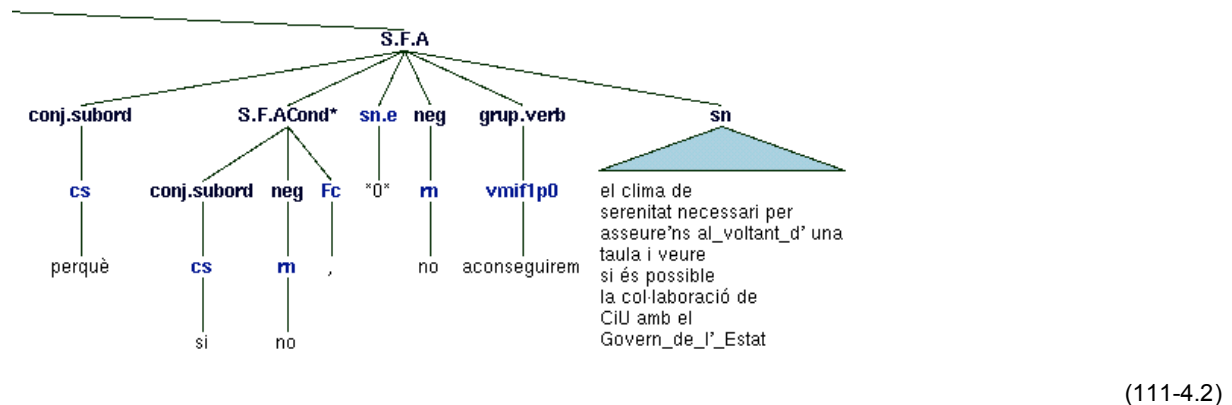 S.F.A
conj.subord S.F.ACond* sn.e neg grup.verb sn
cs conj.subord neg Fc *0* rn vmif1p0
perquè cs rn , no aconseguirem
si no
el clima de
serenitat necessari per
asseure'ns al_voltant_d' una
taula i veure
si és possible
la col·laboració de
CiU amb el
Govern_de_l'_Estat
(111-4.2)